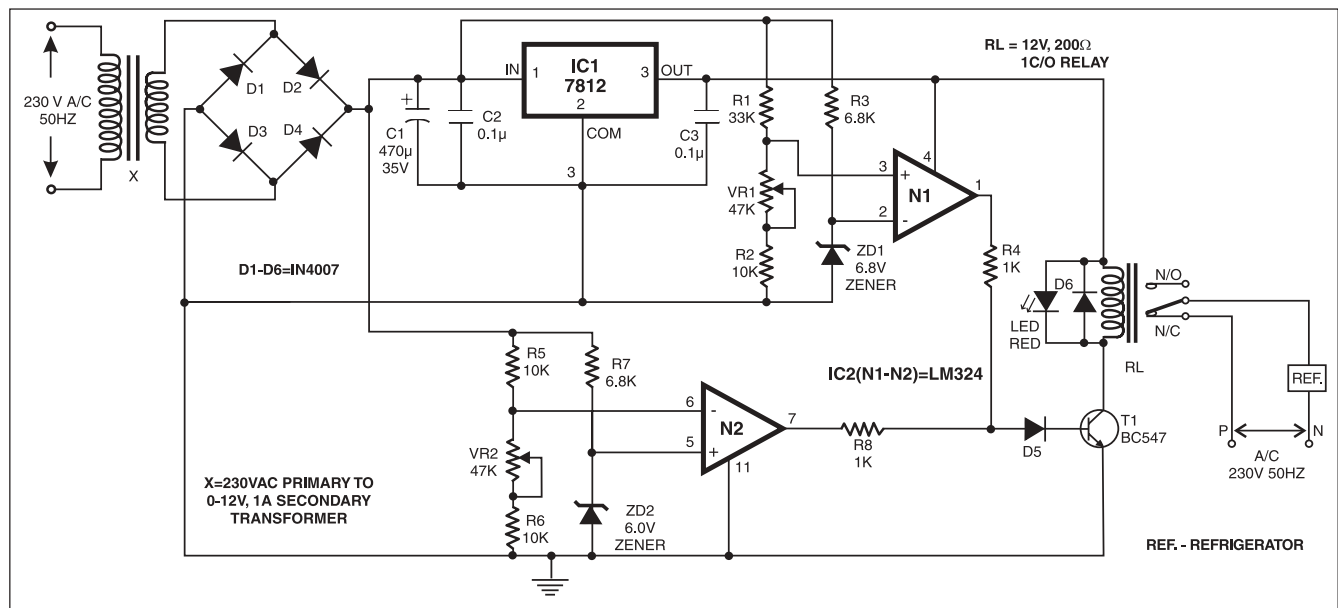 230 V A/C
50HZ
X
D1
D2
D3
D4
C1
470µ
35V
+
C2
0.1µ
IN
1
IC1
7812
2
3
OUT
COM
3
C3
0.1µ
R1
33K
R3
6.8K
VR1
47K
R2
10K
3
+
2
-
N1
4
1
ZD1
6.8V
ZENER
R4
1K
RL = 12V, 200Ω
1C/O RELAY
D6
LED
RED
RL
N/O
N/C
REF.
P
N
A/C
230V 50HZ
D1-D6=IN4007
R5
10K
R7
6.8K
IC2(N1-N2)=LM324
6
-
5
+
N2
7
11
R8
1K
D5
T1
BC547
VR2
47K
R6
10K
ZD2
6.0V
ZENER
X=230VAC PRIMARY TO
0-12V, 1A SECONDARY
TRANSFORMER
REF. - REFRIGERATOR